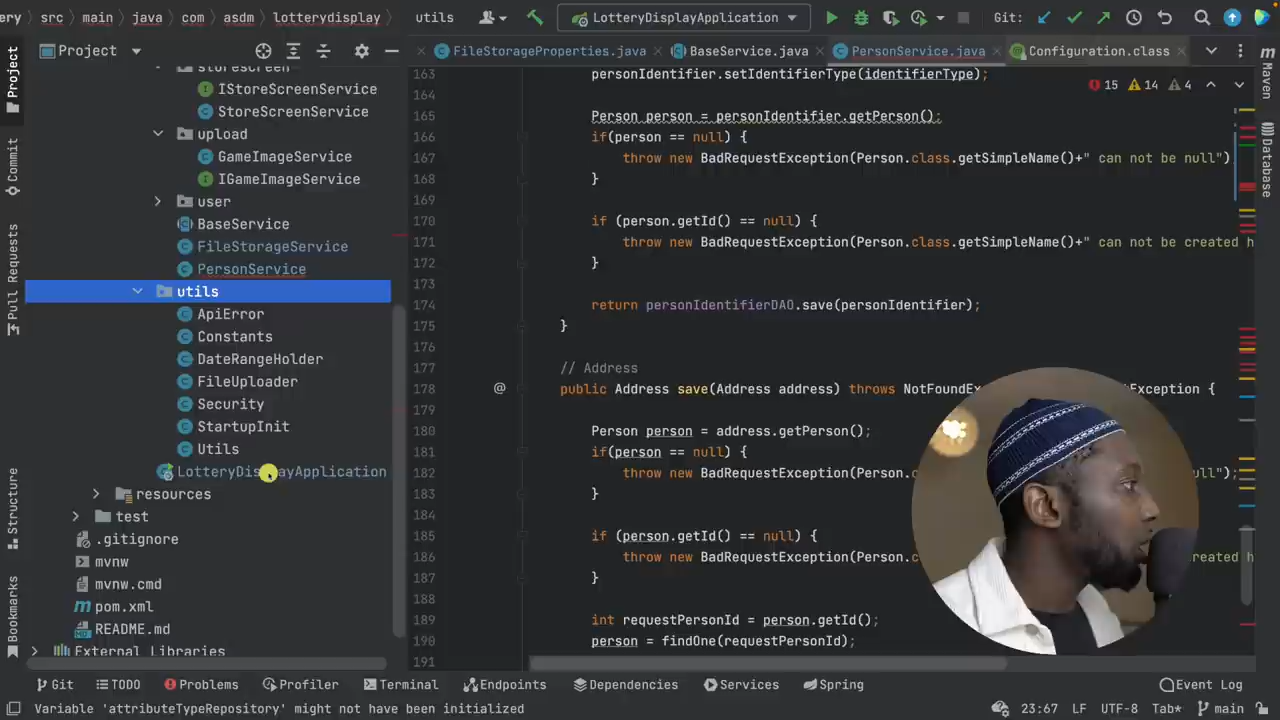 ery
src
main
java
com
asdm
lotterydisplay
utils
LotteryDisplayApplication
Git:
Project
FileStorageProperties.java
BaseService.java
PersonService.java
Configuration.class
15
14
4
storescreen
IStoreScreenService
StoreScreenService
upload
GameImageService
IGameImageService
user
BaseService
FileStorageService
PersonService
utils
ApiError
Constants
DateRangeHolder
FileUploader
Security
StartupInit
Utils
LotteryDisplayApplication
resources
test
.gitignore
mvnw
mvnw.cmd
pom.xml
README.md
External Libraries
163 personIdentifier.setIdentifierType(identifierType);
164
165 Person person = personIdentifier.getPerson();
166 if(person == null) {
167 throw new BadRequestException(Person.class.getSimpleName()+" can not be null")
168 }
169
170 if (person.getId() == null) {
171 throw new BadRequestException(Person.class.getSimpleName()+" can not be created h
172 }
173
174 return personIdentifierDAO.save(personIdentifier);
175 }
176
177 // Address
178 public Address save(Address address) throws NotFoundEx eption {
179
180 Person person = address.getPerson();
181 if(person == null) {
182 throw new BadRequestException(Person.c ull");
183 }
184
185 if (person.getId() == null) {
186 throw new BadRequestException(Person.c eated h
187 }
188
189 int requestPersonId = person.getId();
190 person = findOne(requestPersonId);
191
Project
Commit
Pull Requests
Structure
Bookmarks
Maven
Database
Git
TODO
Problems
Profiler
Terminal
Endpoints
Dependencies
Services
Spring
Event Log
Variable 'attributeTypeRepository' might not have been initialized
23:67
LF
UTF-8
Tab*
main